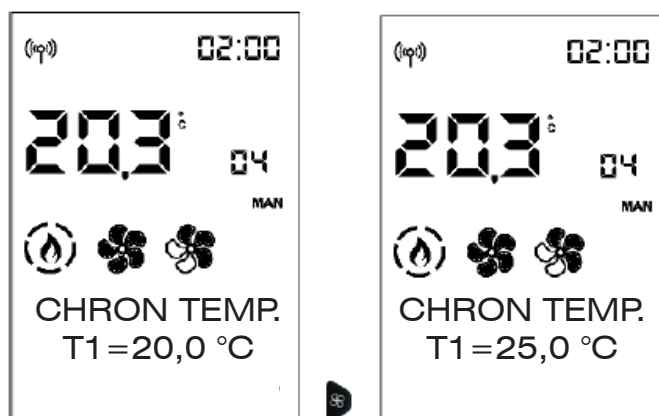 02:00
20,3 °C
04
MAN
CHRON TEMP.
T1=20,0 °C
02:00
20,3 °C
04
MAN
CHRON TEMP.
T1=25,0 °C